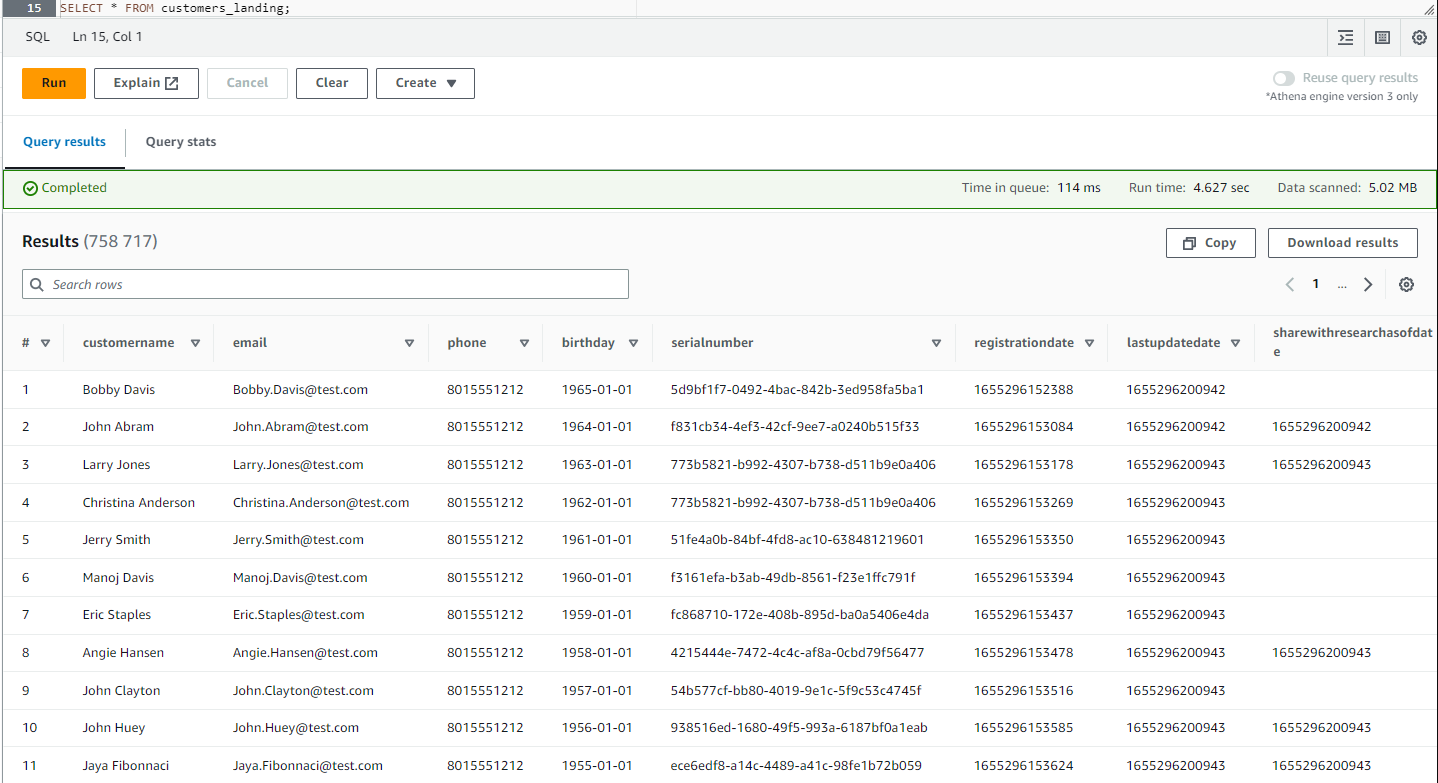 15 SELECT * FROM customers_landing;
SQL Ln 15, Col 1
Run Explain Cancel Clear Create Reuse query results
*Athena engine version 3 only
Query results Query stats
Completed Time in queue: 114 ms Run time: 4.627 sec Data scanned: 5.02 MB
Results (758 717) Copy Download results
Search rows 1 ...
# customername email phone birthday serialnumber registrationdate lastupdatedate sharewithresearchasofdat
e
1 Bobby Davis Bobby.Davis@test.com 8015551212 1965-01-01 5d9bf1f7-0492-4bac-842b-3ed958fa5ba1 1655296152388 1655296200942
2 John Abram John.Abram@test.com 8015551212 1964-01-01 f831cb34-4ef3-42cf-9ee7-a0240b515f33 1655296153084 1655296200942 1655296200942
3 Larry Jones Larry.Jones@test.com 8015551212 1963-01-01 773b5821-b992-4307-b738-d511b9e0a406 1655296153178 1655296200943 1655296200943
4 Christina Anderson Christina.Anderson@test.com 8015551212 1962-01-01 773b5821-b992-4307-b738-d511b9e0a406 1655296153269 1655296200943
5 Jerry Smith Jerry.Smith@test.com 8015551212 1961-01-01 51fe4a0b-84bf-4fd8-ac10-638481219601 1655296153350 1655296200943
6 Manoj Davis Manoj.Davis@test.com 8015551212 1960-01-01 f3161efa-b3ab-49db-8561-f23e1ffc791f 1655296153394 1655296200943
7 Eric Staples Eric.Staples@test.com 8015551212 1959-01-01 fc868710-172e-408b-895d-ba0a5406e4da 1655296153437 1655296200943
8 Angie Hansen Angie.Hansen@test.com 8015551212 1958-01-01 4215444e-7472-4c4c-af8a-0cbd79f56477 1655296153478 1655296200943 1655296200943
9 John Clayton John.Clayton@test.com 8015551212 1957-01-01 54b577cf-bb80-4019-9e1c-5f9c53c4745f 1655296153516 1655296200943
10 John Huey John.Huey@test.com 8015551212 1956-01-01 938516ed-1680-49f5-993a-6187bf0a1eab 1655296153585 1655296200943 1655296200943
11 Jaya Fibonnaci Jaya.Fibonnaci@test.com 8015551212 1955-01-01 ece6edf8-a14c-4489-a41c-98fe1b72b059 1655296153624 1655296200943 1655296200943